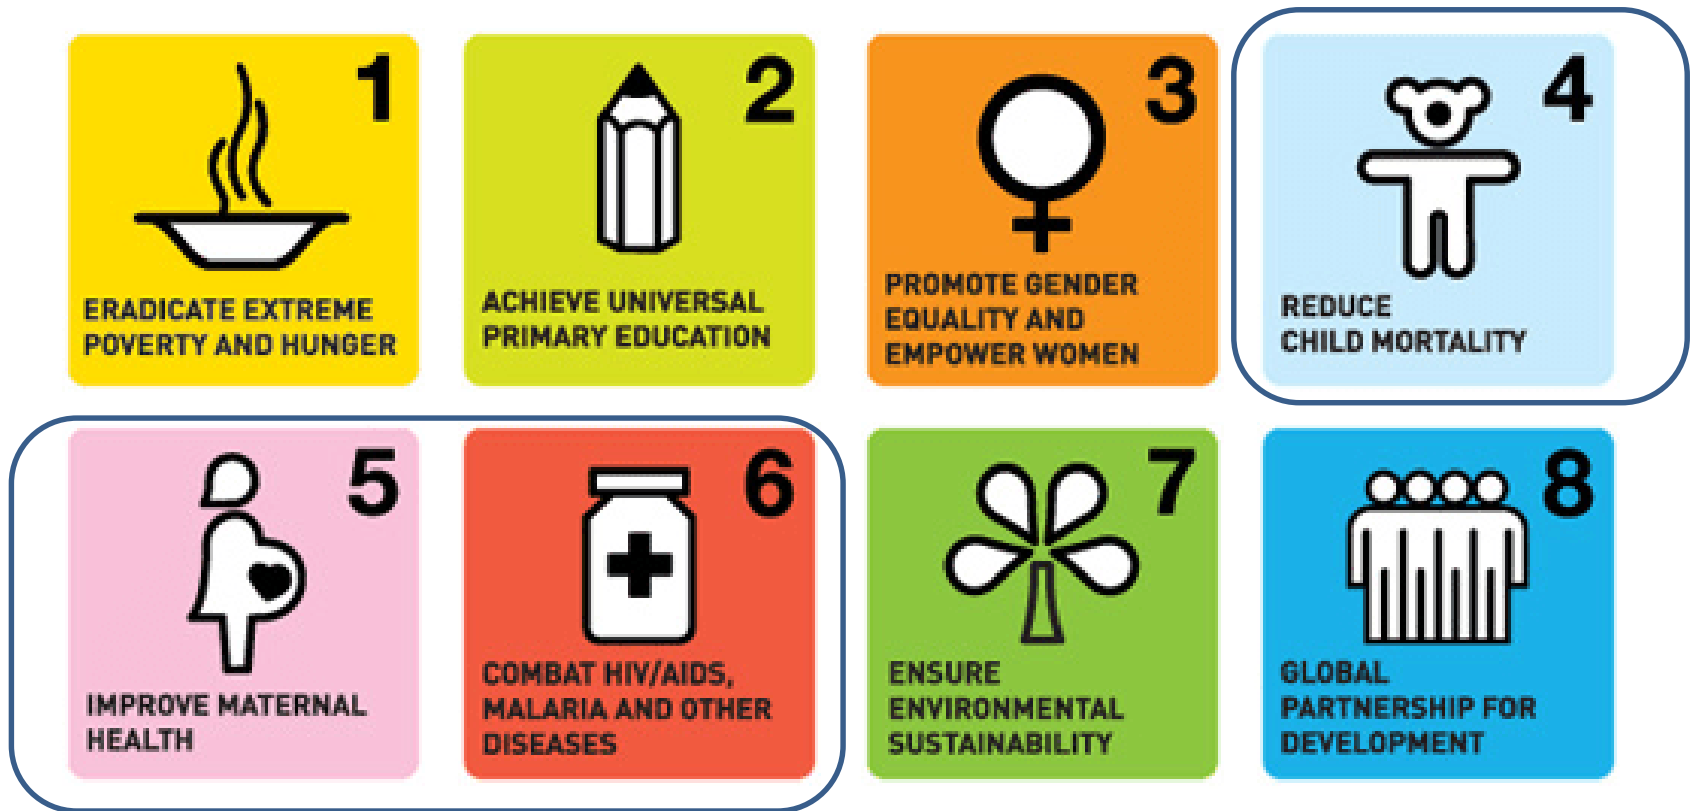 1
ERADICATE EXTREME
POVERTY AND HUNGER
2
ACHIEVE UNIVERSAL
PRIMARY EDUCATION
3
PROMOTE GENDER
EQUALITY AND
EMPOWER WOMEN
4
REDUCE
CHILD MORTALITY
5
IMPROVE MATERNAL
HEALTH
6
COMBAT HIV/AIDS,
MALARIA AND OTHER
DISEASES
7
ENSURE
ENVIRONMENTAL
SUSTAINABILITY
8
GLOBAL
PARTNERSHIP FOR
DEVELOPMENT